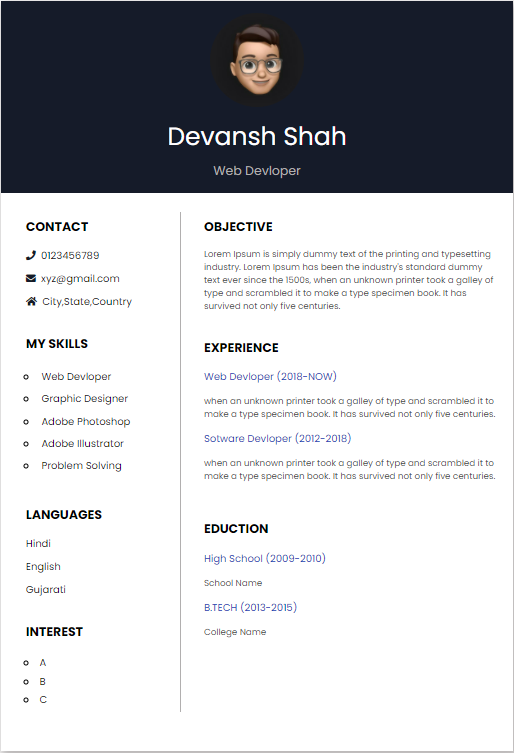 Devansh Shah
Web Devloper
CONTACT
0123456789
xyz@gmail.com
City,State,Country
MY SKILLS
Web Devloper
Graphic Designer
Adobe Photoshop
Adobe Illustrator
Problem Solving
LANGUAGES
Hindi
English
Gujarati
INTEREST
A
B
C
OBJECTIVE
Lorem Ipsum is simply dummy text of the printing and typesetting
industry. Lorem Ipsum has been the industry's standard dummy
text ever since the 1500s, when an unknown printer took a galley of
type and scrambled it to make a type specimen book. It has
survived not only five centuries.
EXPERIENCE
Web Devloper (2018-NOW)
when an unknown printer took a galley of type and scrambled it to
make a type specimen book. It has survived not only five centuries.
Sotware Devloper (2012-2018)
when an unknown printer took a galley of type and scrambled it to
make a type specimen book. It has survived not only five centuries.
EDUCTION
High School (2009-2010)
School Name
B.TECH (2013-2015)
College Name